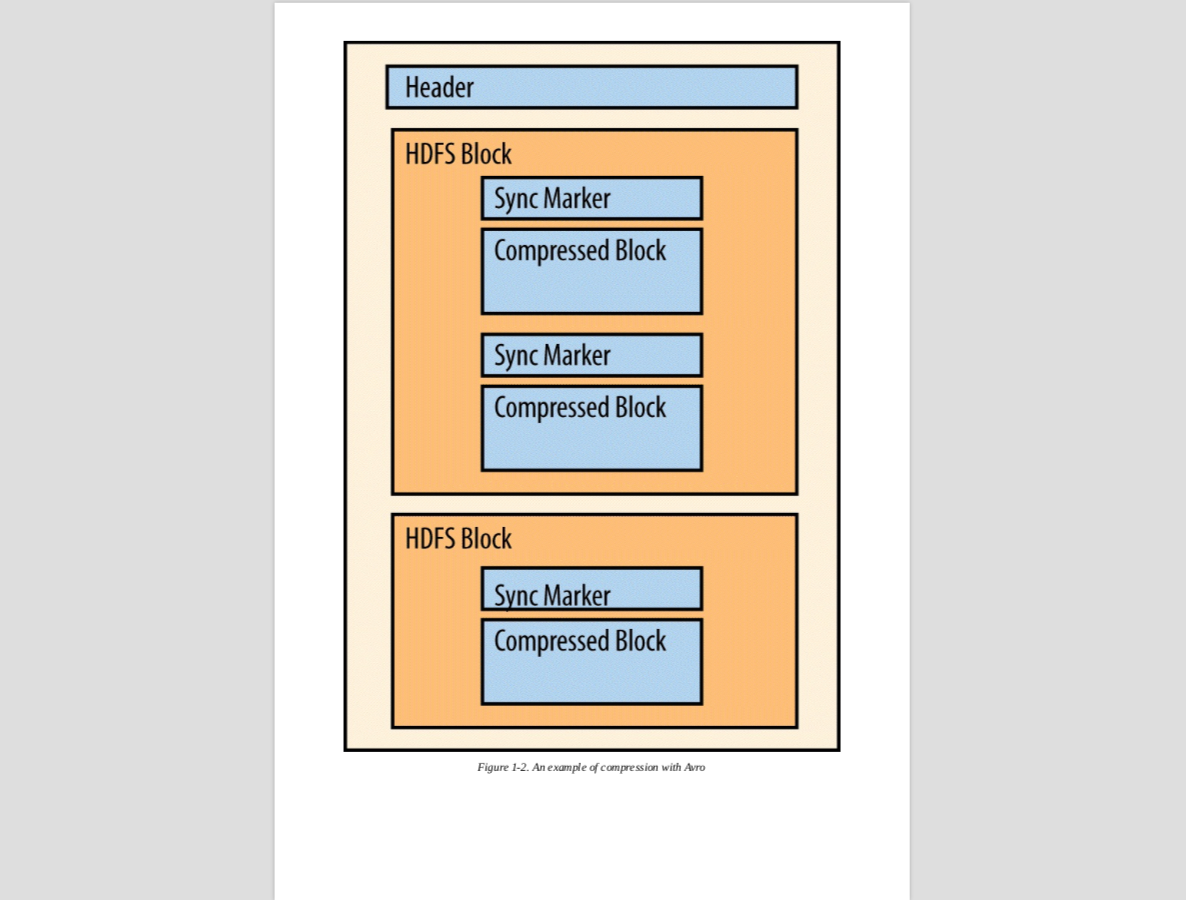 Header
HDFS Block
Sync Marker
Compressed Block
Sync Marker
Compressed Block
HDFS Block
Sync Marker
Compressed Block
Figure 1-2. An example of compression with Avro